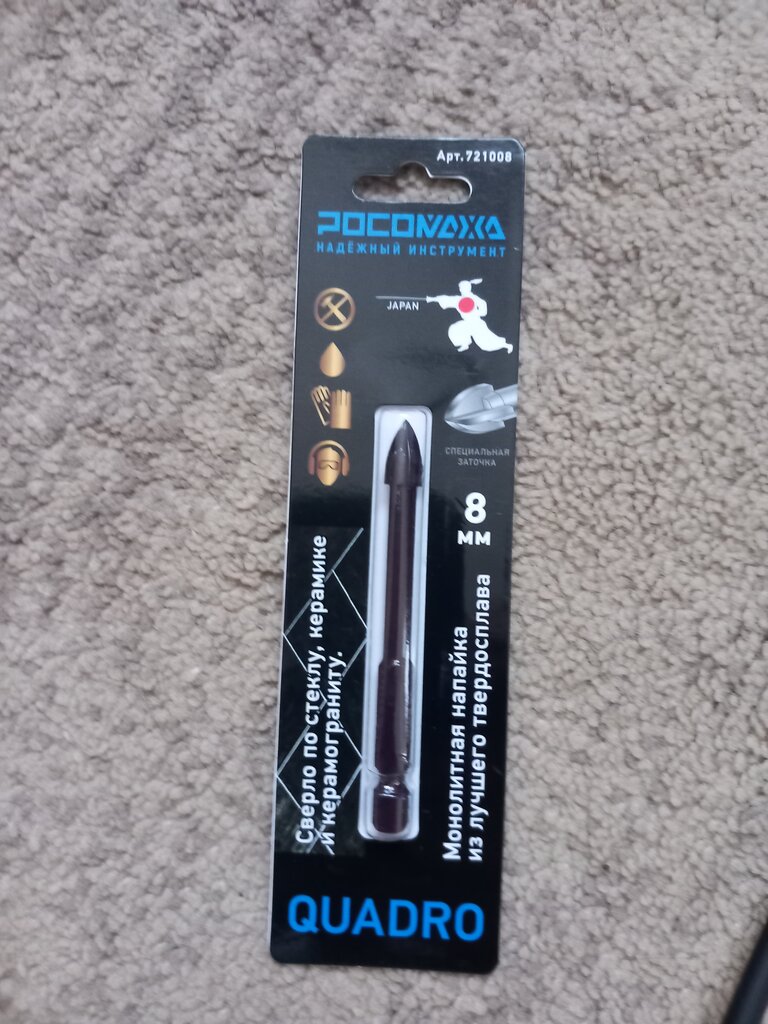 Арт.721008
РОСОМАХА
НАДЁЖНЫЙ ИНСТРУМЕНТ
JAPAN
СПЕЦИАЛЬНАЯ
ЗАТОЧКА
8
мм
Сверло по стеклу, керамике
и керамограниту.
Монолитная напайка
из лучшего твердосплава
QUADRO